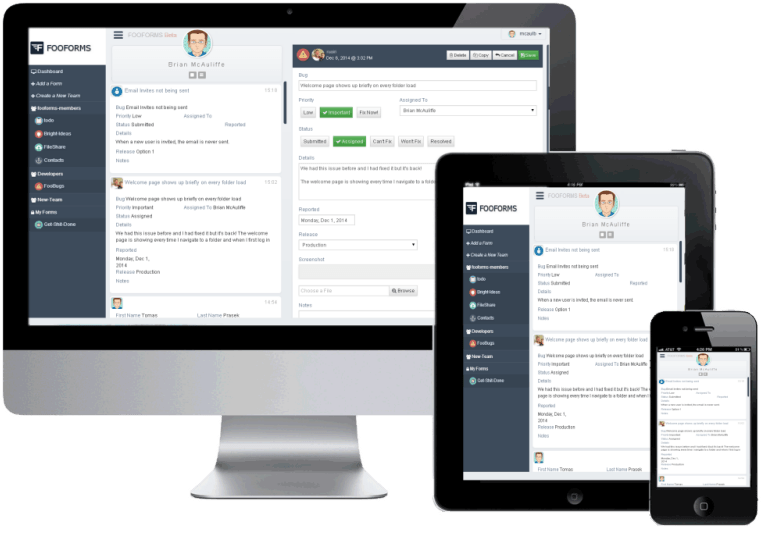 FOOFORMS
FOOFORMS Beta
mcauls
Dashboard
Add a Form
Create a New Team
fooforms-members
todo
Bright-Ideas
FileShare
Contacts
Developers
FooBugs
New-Team
My Forms
Get-Shit-Done
Brian McAuliffe
Email Invites not being sent
Bug Email Invites not being sent
Priority Low Assigned To
Status Submitted Reported
Details
When a new user is invited, the email is never sent.
Release Option 1
Notes
Welcome page shows up briefly on every folder load
Bug Welcome page shows up briefly on every folder load
Priority Important Assigned To Brian McAuliffe
Status Assigned
Details
We had this issue before and I had fixed it but it's back! The welcome
page is showing every time I navigate to a folder and when I first log in
Reported
Monday, Dec 1,
2014
Release Production
Notes
First Name Tomas Last Name Prasek
Dec 9, 2014 @ 3:02 PM
Delete Copy Cancel Save
Bug
Welcome page shows up briefly on every folder load
Priority
Low Important Fix Now!
Assigned To
Brian McAuliffe
Status
Submitted Assigned Can't Fix Won't Fix Resolved
Details
We had this issue before and I had fixed it but it's back!
The welcome page is showing every time I navigate to a folder
Reported
Monday, Dec 1, 2014
Release
Production
Screenshot
Choose a File Browse
Notes
iPad
FOOFORMS
FOOFORMS Beta
Dashboard
Add a Form
Create a New Team
fooforms-members
todo
Bright-Ideas
FileShare
Contacts
Developers
FooBugs
New-Team
My Forms
Get-Shit-Done
Brian McAuliffe
Email Invites not being sent
Bug Email Invites not being sent
Priority Low Assigned To
Status Submitted Reported
Details
When a new user is invited, the email is never sent.
Release Option 1
Notes
Welcome page shows up briefly on every folder load
Bug Welcome page shows up briefly on every folder load
Priority Important Assigned To Brian McAuliffe
Status Assigned
Details
We had this issue before and I had fixed it but it's back! The welcome
page is showing every time I navigate to a folder and when I first log in
Reported
Monday, Dec 1,
2014
Release Production
Notes
First Name Tomas Last Name Prasek
AT&T
Brian McAuliffe